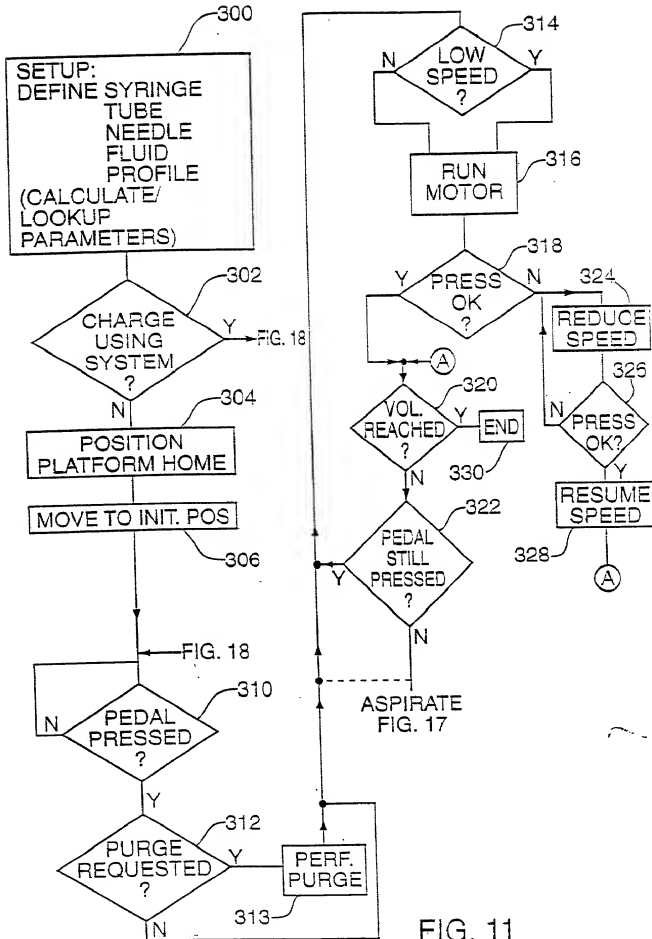 300
SETUP:
DEFINE SYRINGE
TUBE
NEEDLE
FLUID
PROFILE
(CALCULATE/
LOOKUP
PARAMETERS)
302
CHARGE
USING
SYSTEM
?
Y
FIG. 18
N
304
POSITION
PLATFORM HOME
MOVE TO INIT. POS
306
FIG. 18
310
PEDAL
PRESSED
?
N
Y
312
PURGE
REQUESTED
?
Y
N
PERF.
PURGE
313
314
N
LOW
SPEED
?
Y
316
RUN
MOTOR
318
Y
PRESS
OK
?
N
324
REDUCE
SPEED
326
N
PRESS
OK?
Y
RESUME
SPEED
328
A
A
320
VOL.
REACHED
?
Y
END
330
N
322
PEDAL
STILL
PRESSED
?
Y
N
ASPIRATE
FIG. 17
FIG. 11